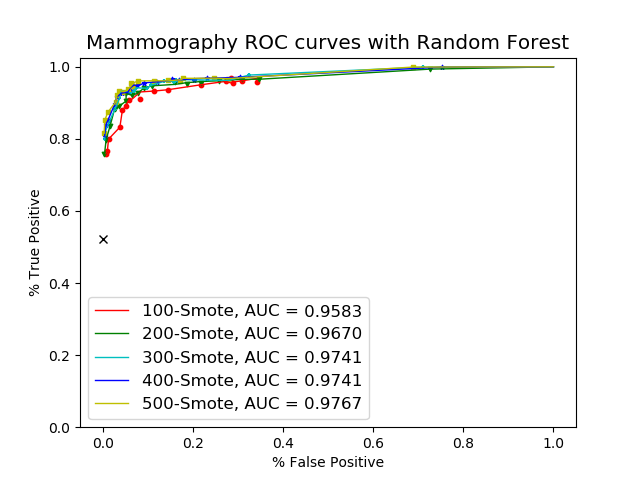 Mammography ROC curves with Random Forest
1.0
0.8
0.6
0.4
0.2
0.0
% True Positive
100-Smote, AUC = 0.9583
200-Smote, AUC = 0.9670
300-Smote, AUC = 0.9741
400-Smote, AUC = 0.9741
500-Smote, AUC = 0.9767
0.0 0.2 0.4 0.6 0.8 1.0
% False Positive